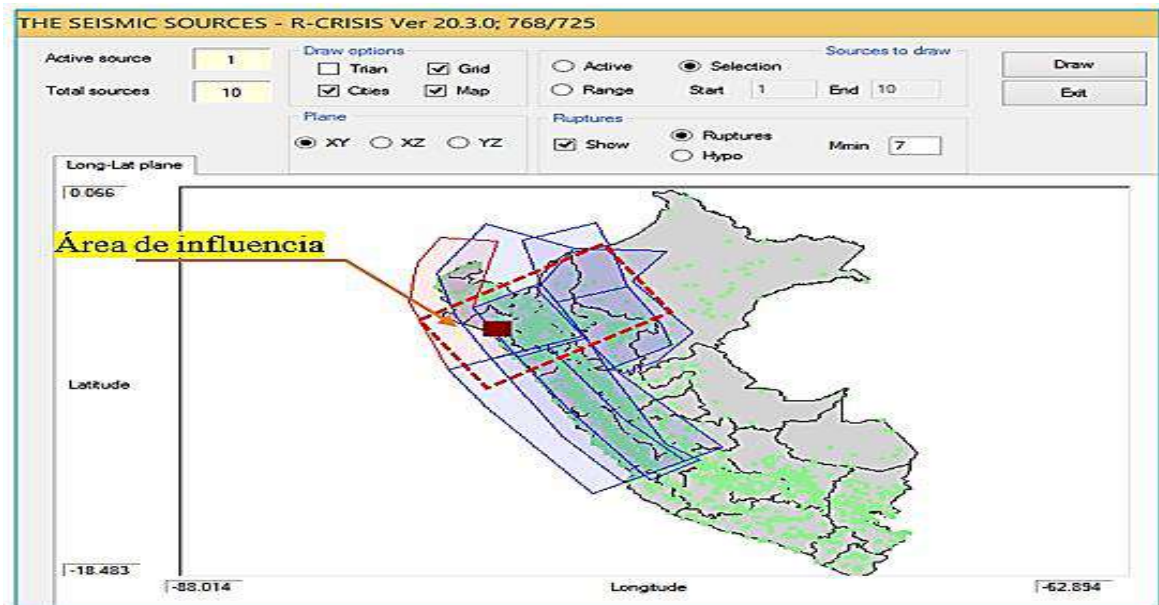 THE SEISMIC SOURCES - R-CRISIS Ver 20.3.0; 768/725
Active source 1
Total sources 10
Draw options
Trian Grid
Cities Map
Sources to draw
Active Selection
Range Start 1 End 10
Draw
Exit
Plane
XY XZ YZ
Ruptures
Show Ruptures
Hypo
Mmin 7
Long-Lat plane
0.066
Área de influencia
Latitude
-18.483
-88.014 Longitude -62.894